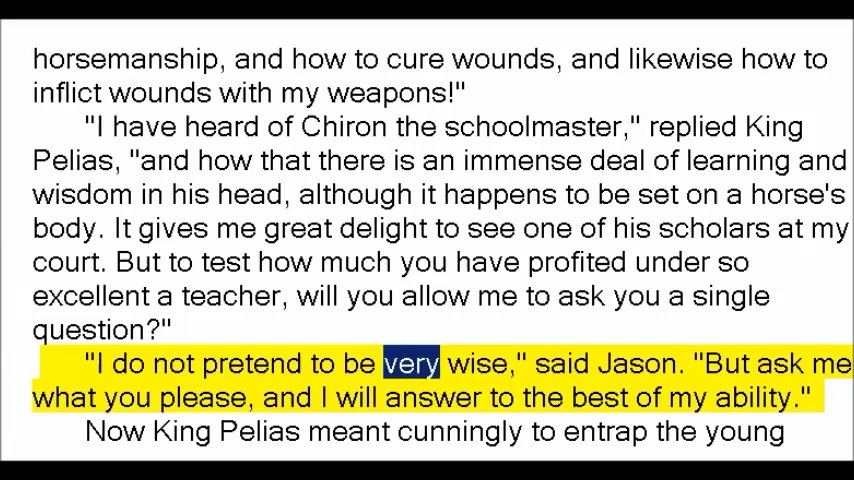 horsemanship, and how to cure wounds, and likewise how to
inflict wounds with my weapons!"
"I have heard of Chiron the schoolmaster," replied King
Pelias, "and how that there is an immense deal of learning and
wisdom in his head, although it happens to be set on a horse's
body. It gives me great delight to see one of his scholars at my
court. But to test how much you have profited under so
excellent a teacher, will you allow me to ask you a single
question?"
"I do not pretend to be very wise," said Jason. "But ask me
what you please, and I will answer to the best of my ability."
Now King Pelias meant cunningly to entrap the young